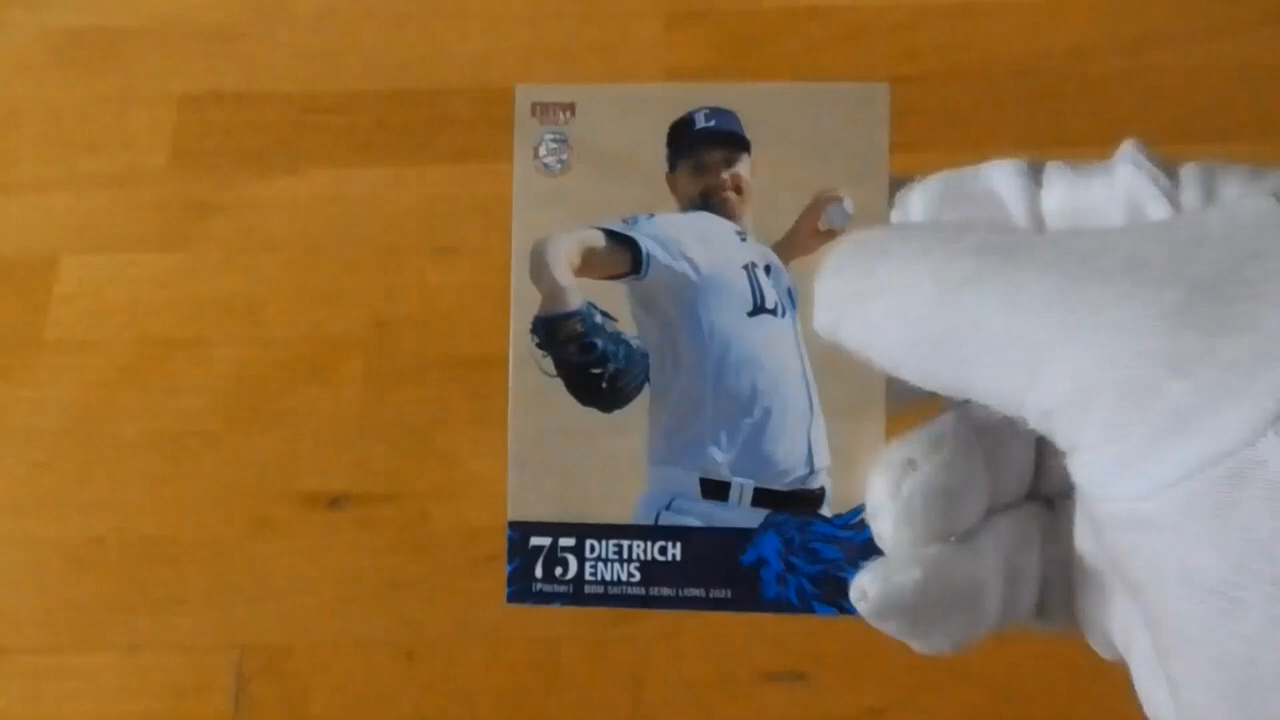 L
L
75 DIETRICH
ENNS
(Pitcher) BBM SAITAMA SEIBU LIONS 2023